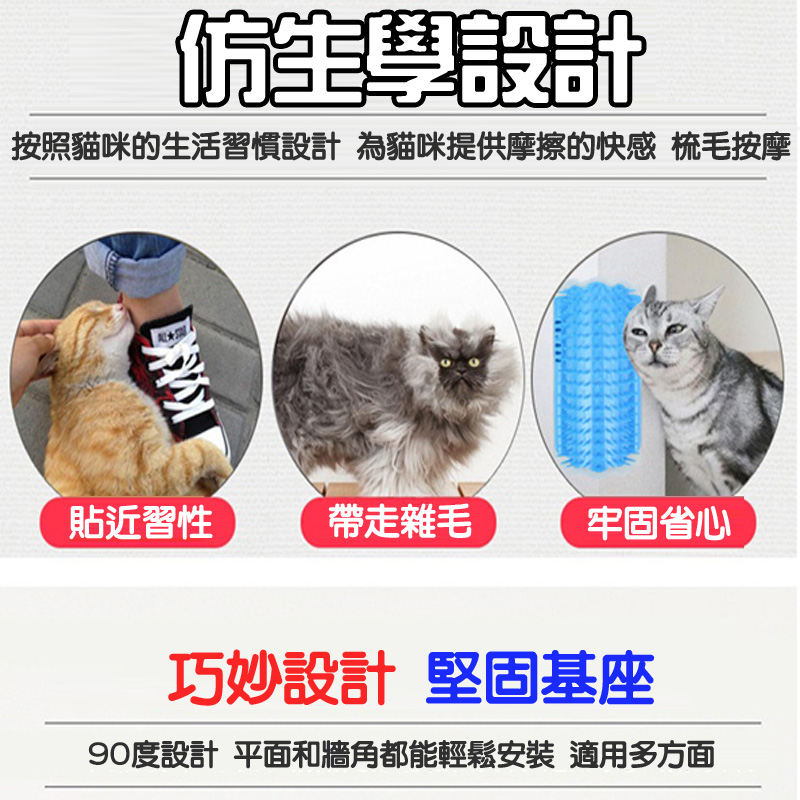 仿生學設計
按照貓咪的生活習慣設計 為貓咪提供摩擦的快感 梳毛按摩
ALL★STAR
貼近習性
帶走雜毛
牢固省心
巧妙設計 堅固基座
90度設計 平面和牆角都能輕鬆安裝 適用多方面